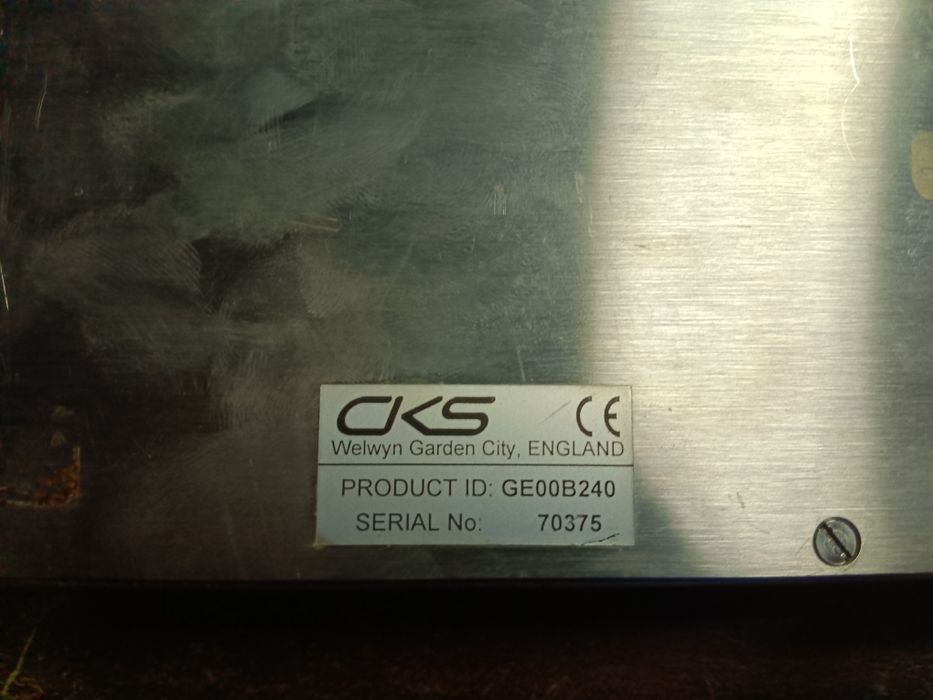 CKS CE
Welwyn Garden City, ENGLAND
PRODUCT ID: GE00B240
SERIAL No: 70375